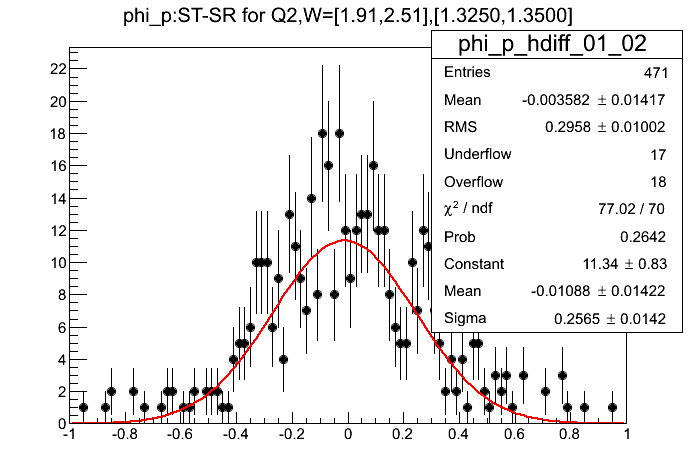 phi_p:ST-SR for Q2,W=[1.91,2.51],[1.3250,1.3500]
phi_p_hdiff_01_02
Entries 471
Mean -0.003582 ± 0.01417
RMS 0.2958 ± 0.01002
Underflow 17
Overflow 18
χ² / ndf 77.02 / 70
Prob 0.2642
Constant 11.34 ± 0.83
Mean -0.01088 ± 0.01422
Sigma 0.2565 ± 0.0142
22
20
18
16
14
12
10
8
6
4
2
0
-1 -0.8 -0.6 -0.4 -0.2 0 0.2 0.4 0.6 0.8 1